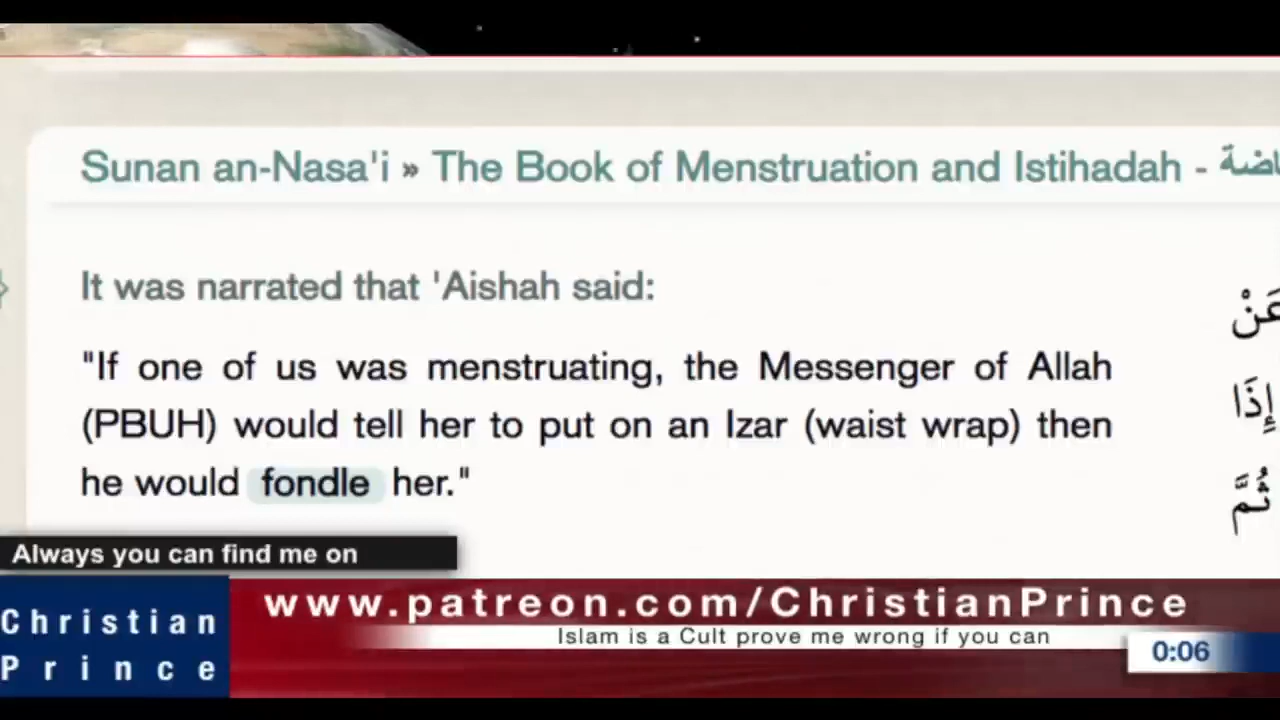 Sunan an-Nasa'i » The Book of Menstruation and Istihadah -
It was narrated that 'Aishah said:
"If one of us was menstruating, the Messenger of Allah
(PBUH) would tell her to put on an Izar (waist wrap) then
he would fondle her."
إِذَا
ثُمَّ
Always you can find me on
www.patreon.com/ChristianPrince
Islam is a Cult prove me wrong if you can
Christian
Prince
0:06